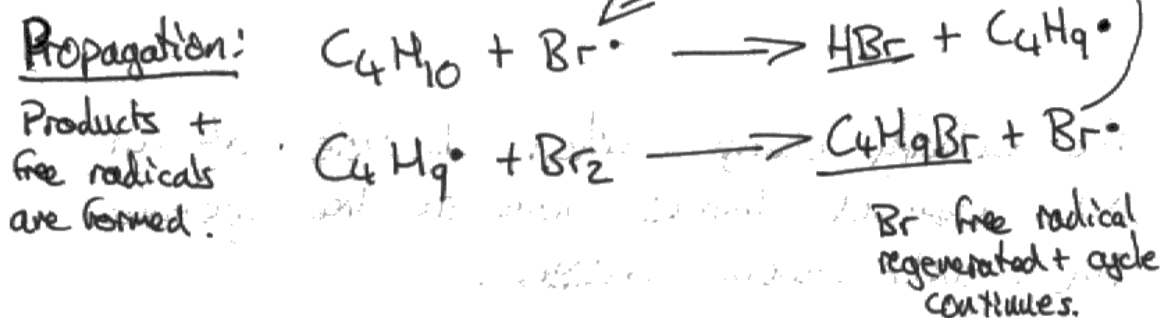 Propagation: C₄H₁₀ + Br• ⟶ HBr + C₄H₉•
Products +
free radicals
are formed.
C₄H₉• + Br₂ ⟶ C₄H₉Br + Br•
Br free radical
regenerated + cycle
continues.